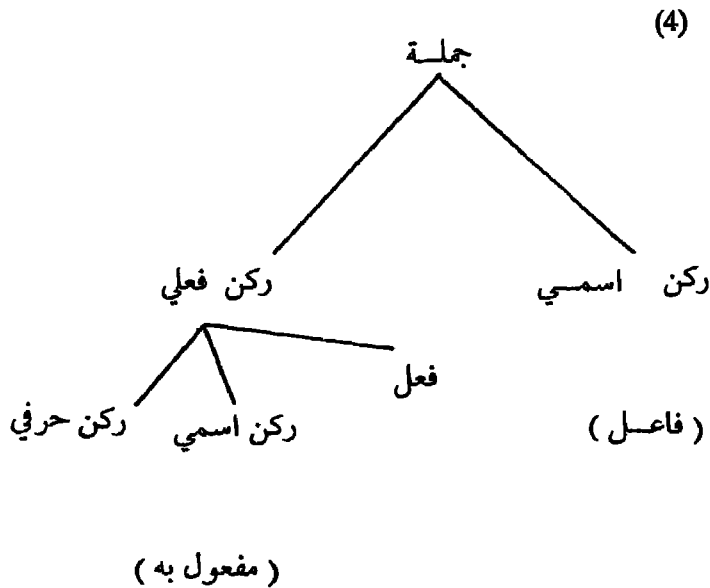 (4)
جملة
ركن اسمي ركن فعلي
فعل
(فاعل) ركن اسمي ركن حرفي
(مفعول به)